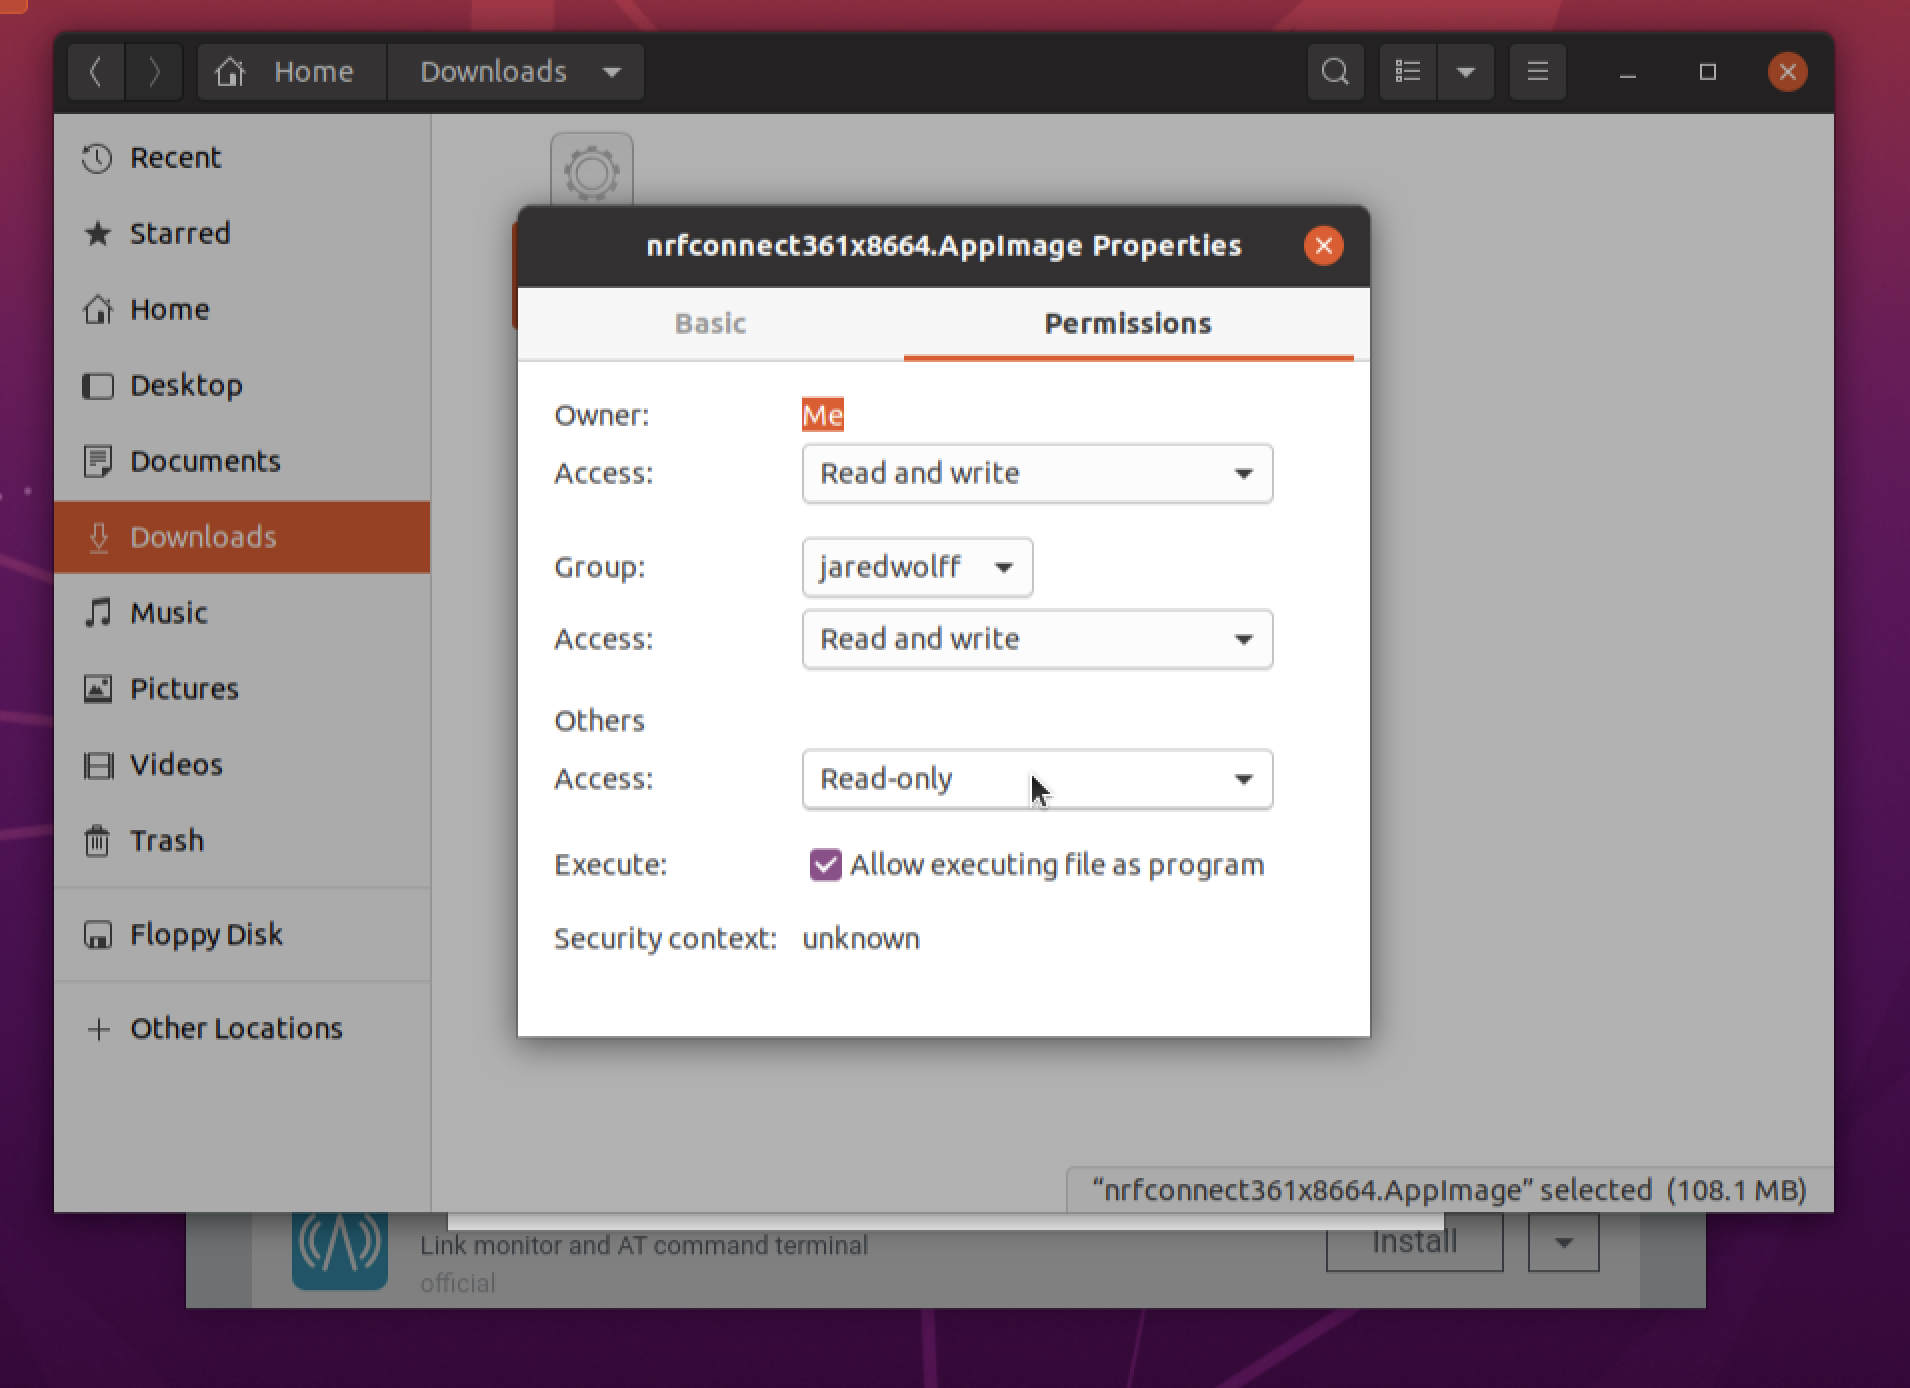 Home Downloads
Recent
Starred
Home
Desktop
Documents
Downloads
Music
Pictures
Videos
Trash
Floppy Disk
Other Locations
nrfconnect361x8664.AppImage Properties
Basic Permissions
Owner: Me
Access: Read and write
Group: jaredwolff
Access: Read and write
Others
Access: Read-only
Execute: Allow executing file as program
Security context: unknown
“nrfconnect361x8664.AppImage” selected (108.1 MB)
Link monitor and AT command terminal
official
Install